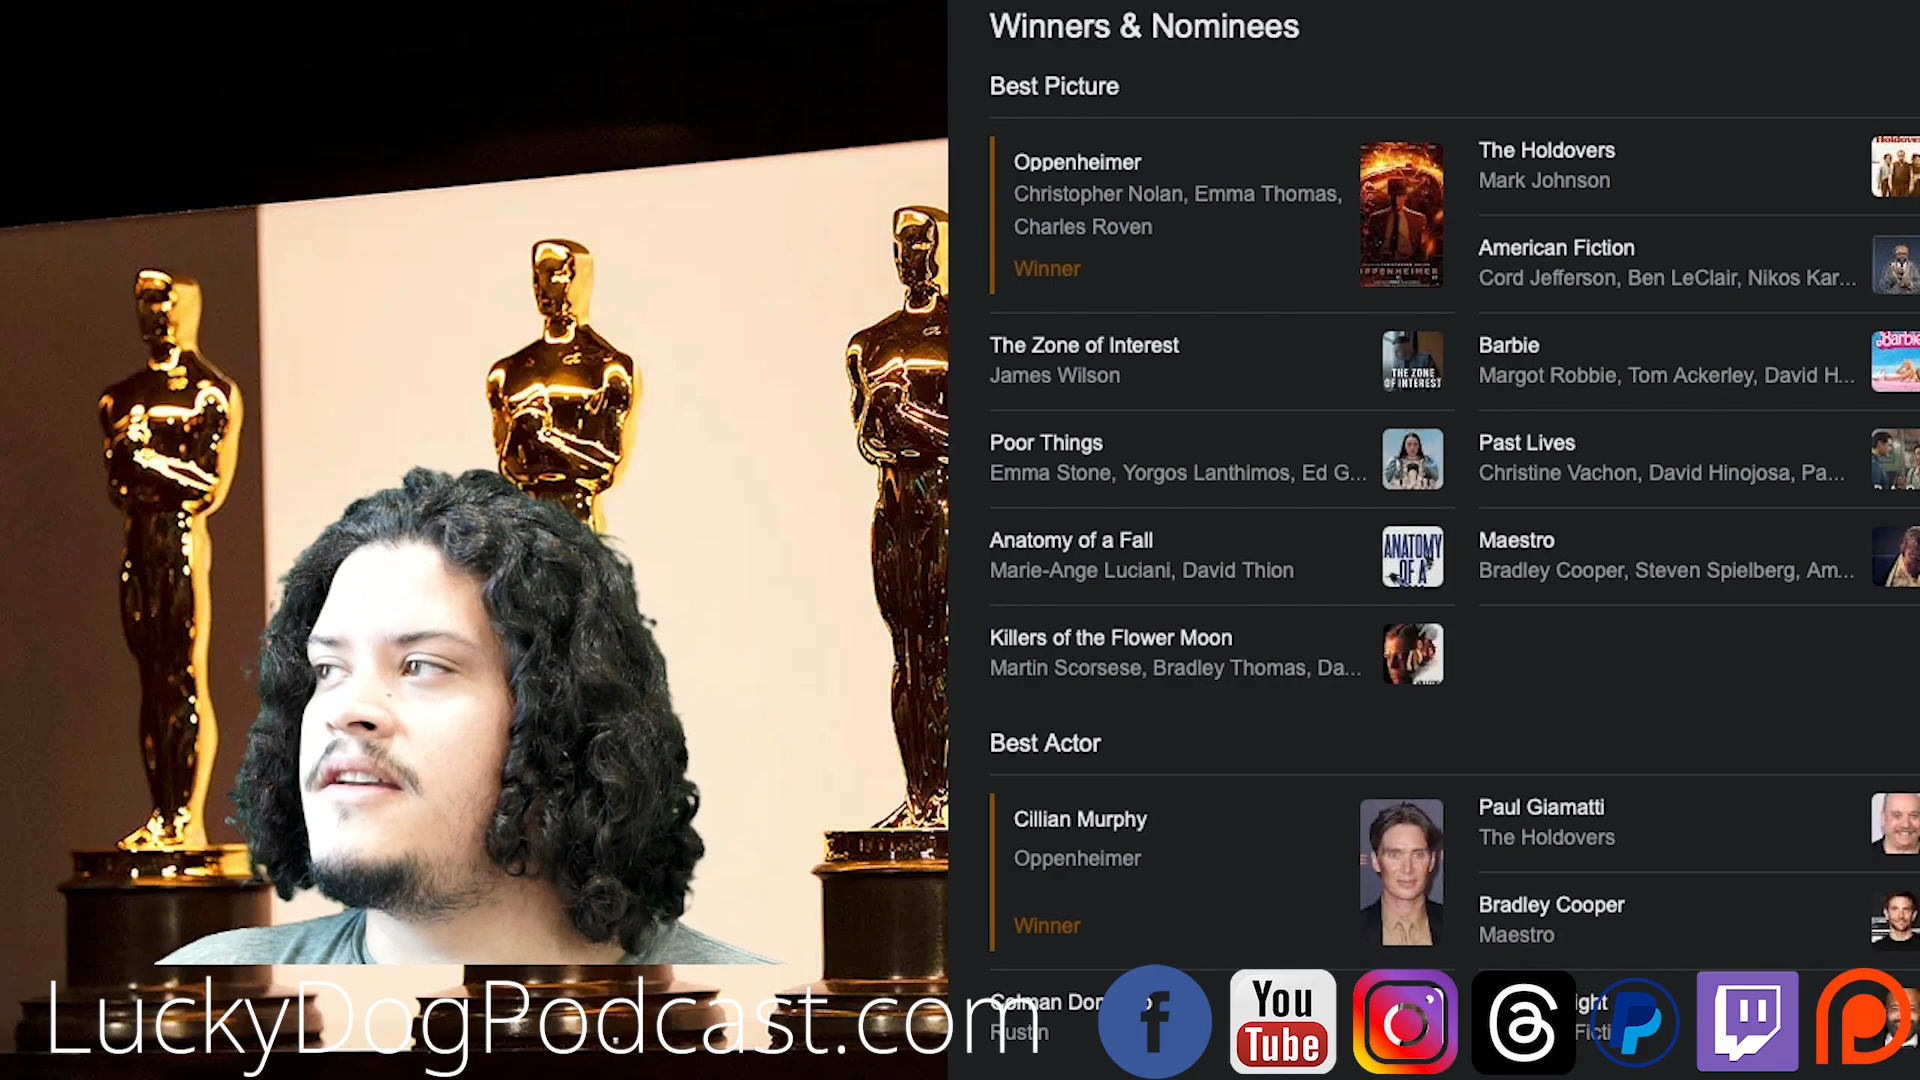 Winners & Nominees
Best Picture
Oppenheimer
Christopher Nolan, Emma Thomas,
Charles Roven
Winner
OPPENHEIMER
The Holdovers
Mark Johnson
American Fiction
Cord Jefferson, Ben LeClair, Nikos Kar...
The Zone of Interest
James Wilson
THE ZONE
OF INTEREST
Barbie
Margot Robbie, Tom Ackerley, David H...
Barbie
Poor Things
Emma Stone, Yorgos Lanthimos, Ed G...
Past Lives
Christine Vachon, David Hinojosa, Pa...
Anatomy of a Fall
Marie-Ange Luciani, David Thion
ANATOMY
OF A
Maestro
Bradley Cooper, Steven Spielberg, Am...
Killers of the Flower Moon
Martin Scorsese, Bradley Thomas, Da...
Best Actor
Cillian Murphy
Oppenheimer
Winner
Paul Giamatti
The Holdovers
Bradley Cooper
Maestro
Colman Dom
Rustin
LuckyDogPodcast.com
You
Tube